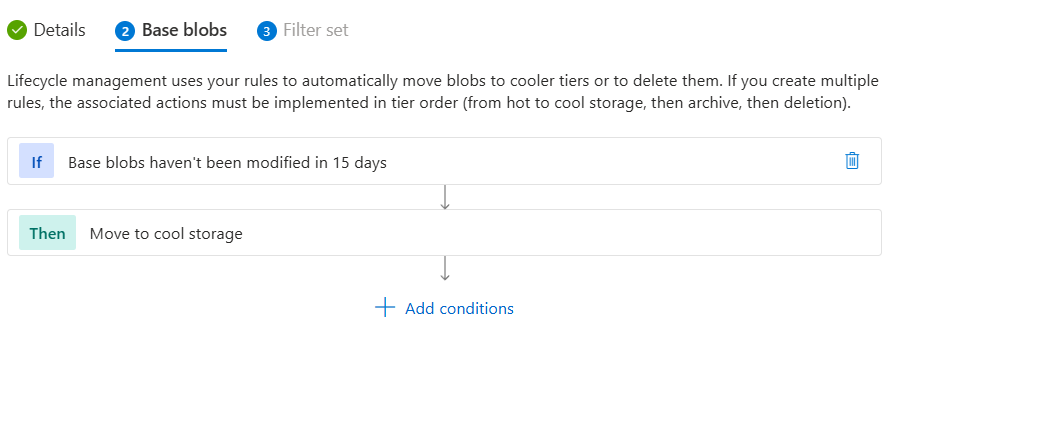 Details 2 Base blobs 3 Filter set
Lifecycle management uses your rules to automatically move blobs to cooler tiers or to delete them. If you create multiple
rules, the associated actions must be implemented in tier order (from hot to cool storage, then archive, then deletion).
If Base blobs haven't been modified in 15 days
Then Move to cool storage
Add conditions